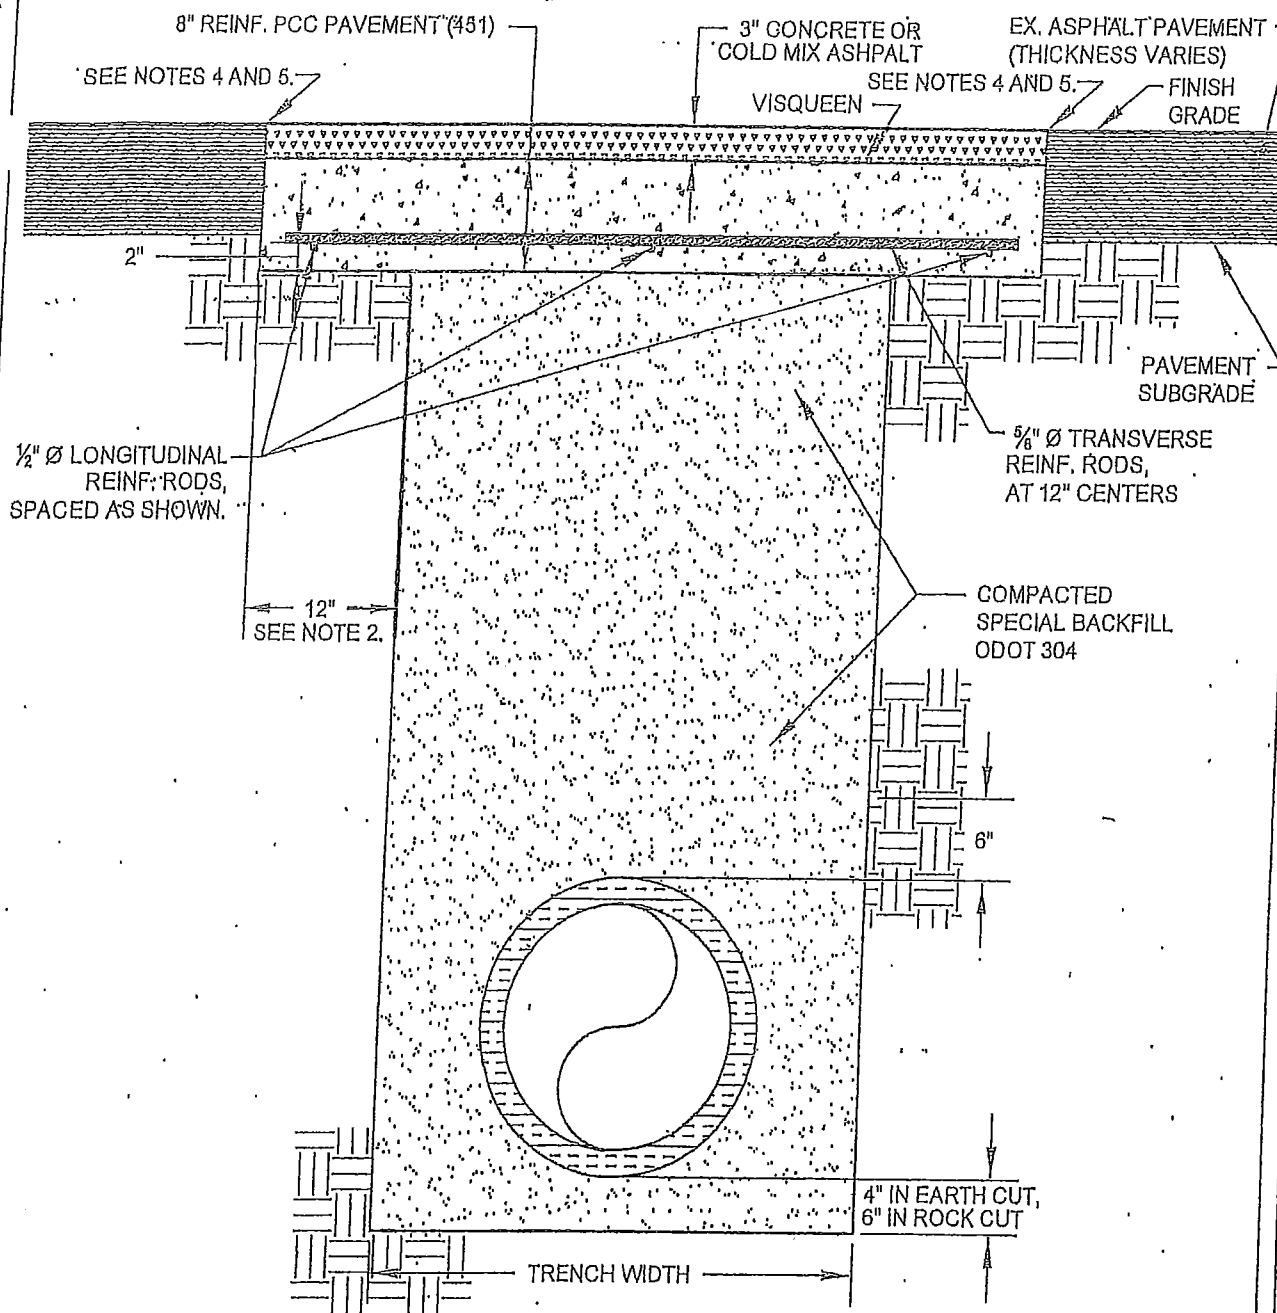 8" REINF. PCC PAVEMENT (451)
3" CONCRETE OR
COLD MIX ASHPALT
EX. ASPHALT PAVEMENT
(THICKNESS VARIES)
SEE NOTES 4 AND 5.
SEE NOTES 4 AND 5.
VISQUEEN
FINISH
GRADE
2"
PAVEMENT
SUBGRADE
½" Ø LONGITUDINAL
REINF. RODS,
SPACED AS SHOWN.
⅝" Ø TRANSVERSE
REINF. RODS,
AT 12" CENTERS
12"
SEE NOTE 2.
COMPACTED
SPECIAL BACKFILL
ODOT 304
6"
4" IN EARTH CUT,
6" IN ROCK CUT
TRENCH WIDTH